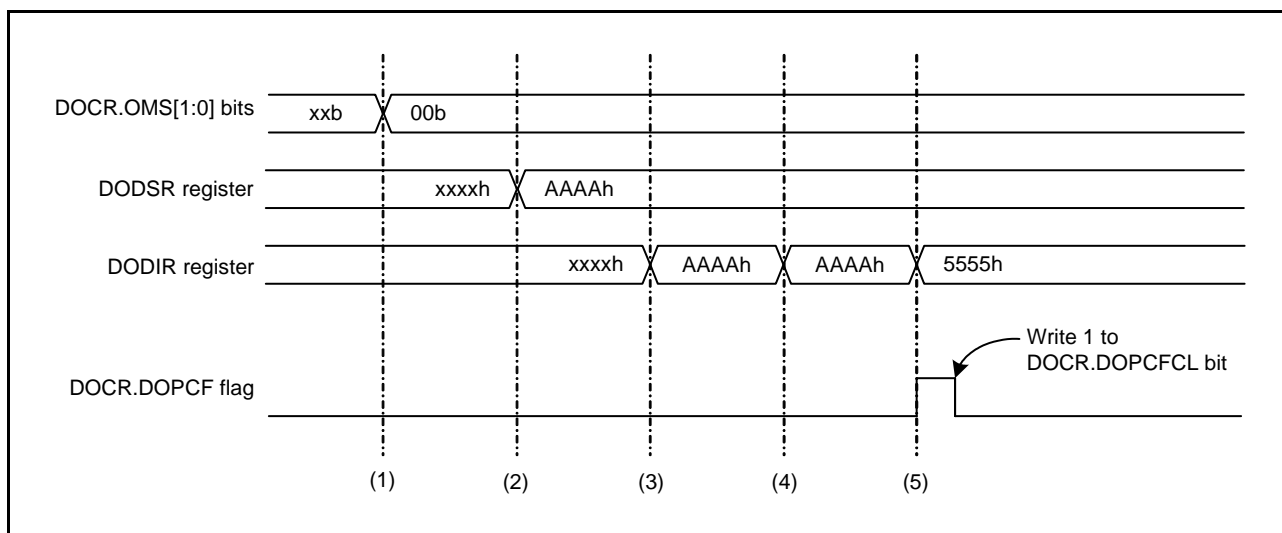 DOCR.OMS[1:0] bits
xxb
00b
DODSR register
xxxxh
AAAAh
DODIR register
xxxxh
AAAAh
AAAAh
5555h
Write 1 to
DOCR.DOPCFCL bit
DOCR.DOPCF flag
(1)
(2)
(3)
(4)
(5)